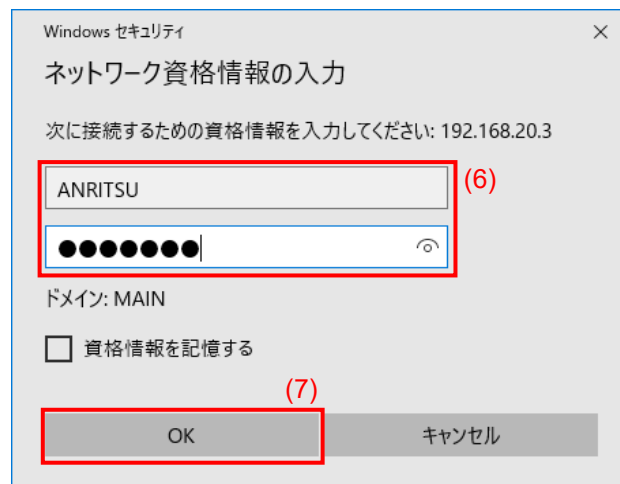 Windows セキュリティ
ネットワーク資格情報の入力
次に接続するための資格情報を入力してください: 192.168.20.3
ANRITSU
(6)
●●●●●●●
ドメイン: MAIN
資格情報を記憶する
(7)
OK
キャンセル